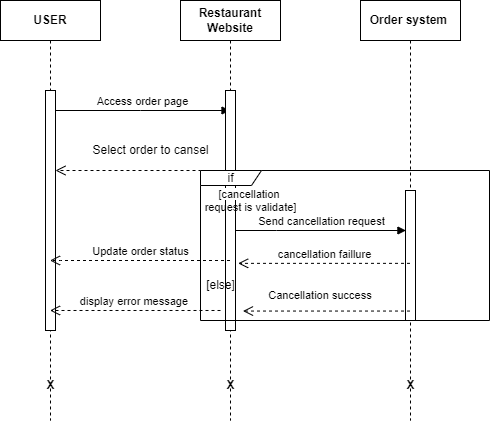 USER
Restaurant
Website
Order system
Access order page
Select order to cansel
if
[cancellation
request is validate]
Send cancellation request
Update order status
cancellation faillure
[else]
Cancellation success
display error message
X
X
X